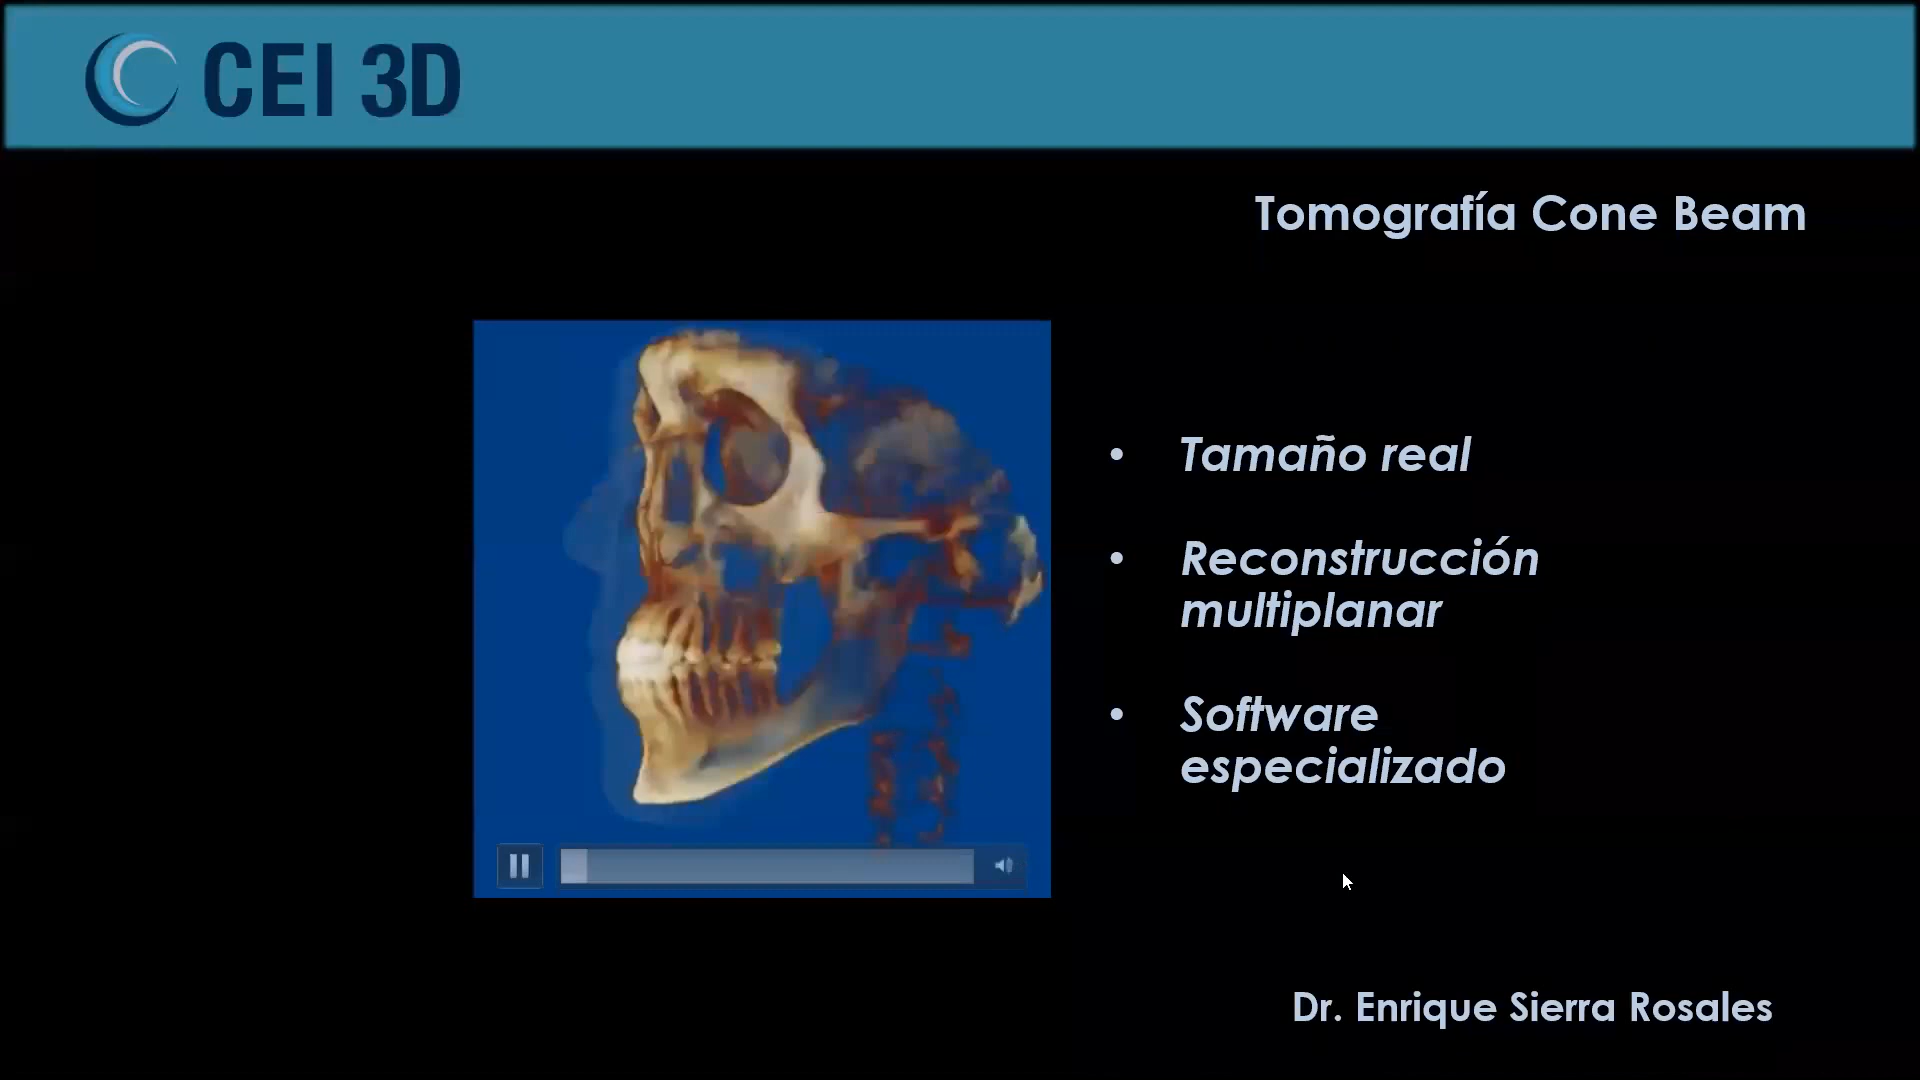 CEI 3D
Tomografía Cone Beam
• Tamaño real
• Reconstrucción
multiplanar
• Software
especializado
Dr. Enrique Sierra Rosales